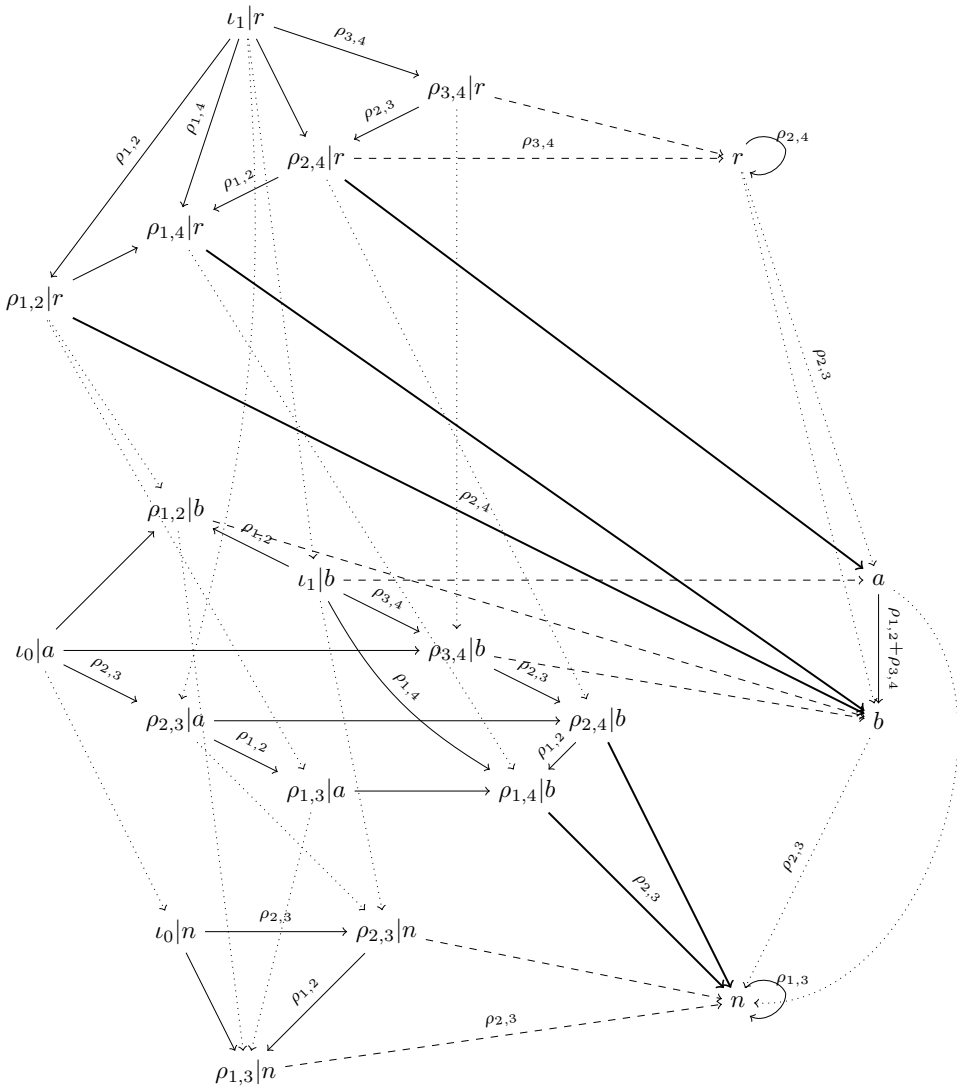 ι₁|r
ρ₃,₄
ρ₃,₄|r
ρ₂,₃
ρ₁,₄
ρ₁,₂
ρ₂,₄
ρ₃,₄
ρ₂,₄|r
r
ρ₁,₂
ρ₁,₄|r
ρ₁,₂|r
ρ₂,₃
ρ₂,₄
ρ₁,₂|b
ρ₁,₂
ι₁|b
a
ρ₃,₄
ρ₁,₂+ρ₃,₄
ι₀|a
ρ₃,₄|b
ρ₂,₃
ρ₂,₃
ρ₁,₄
ρ₂,₃|a
ρ₂,₄|b
b
ρ₁,₂
ρ₁,₂
ρ₁,₃|a
ρ₁,₄|b
ρ₂,₃
ρ₂,₃
ρ₂,₃
ι₀|n
ρ₂,₃|n
ρ₁,₃
ρ₁,₂
n
ρ₂,₃
ρ₁,₃|n